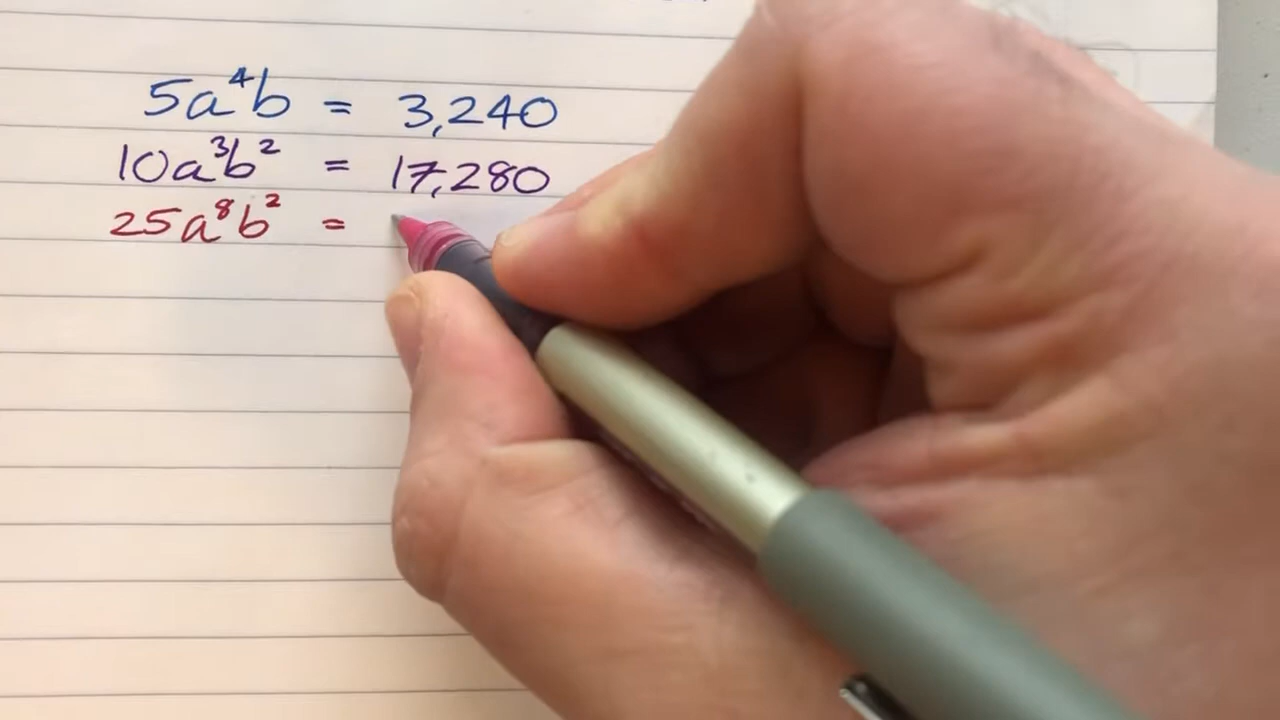 5a⁴b = 3,240
10a³b² = 17,280
25a⁸b² =